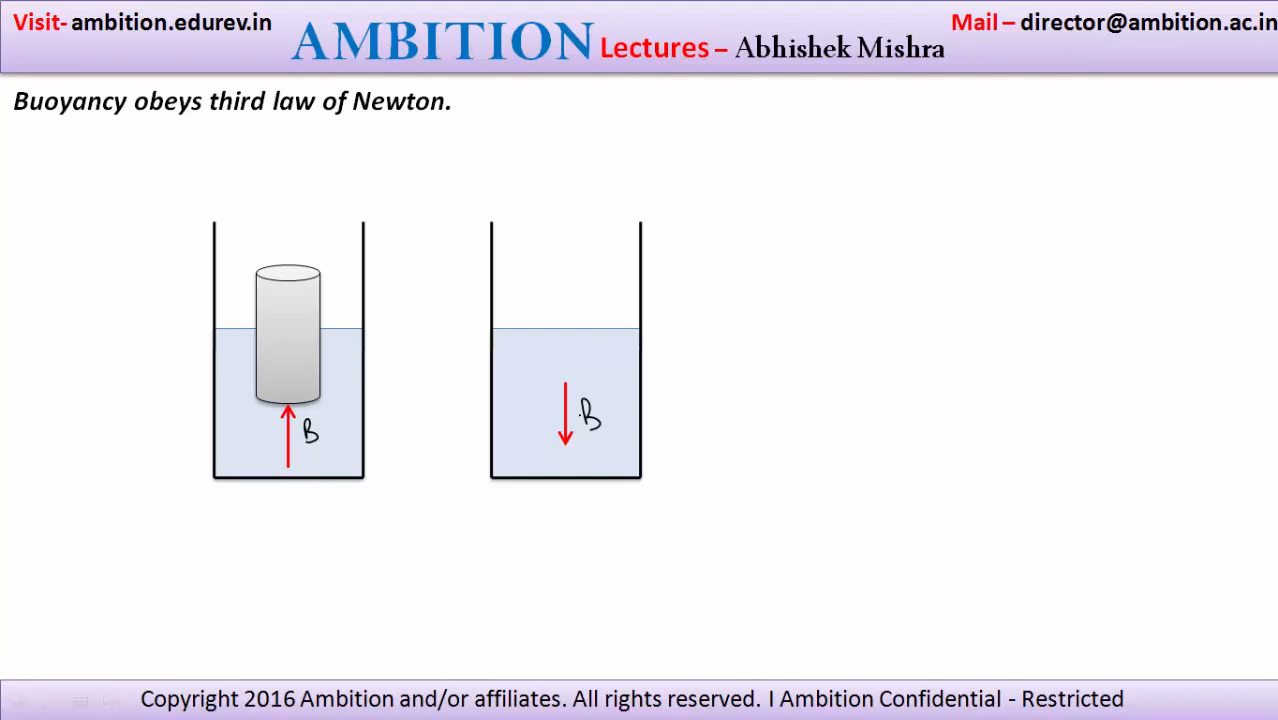 Visit- ambition.edurev.in
AMBITION Lectures – Abhishek Mishra
Mail – director@ambition.ac.in
Buoyancy obeys third law of Newton.
B
B
Copyright 2016 Ambition and/or affiliates. All rights reserved. I Ambition Confidential - Restricted